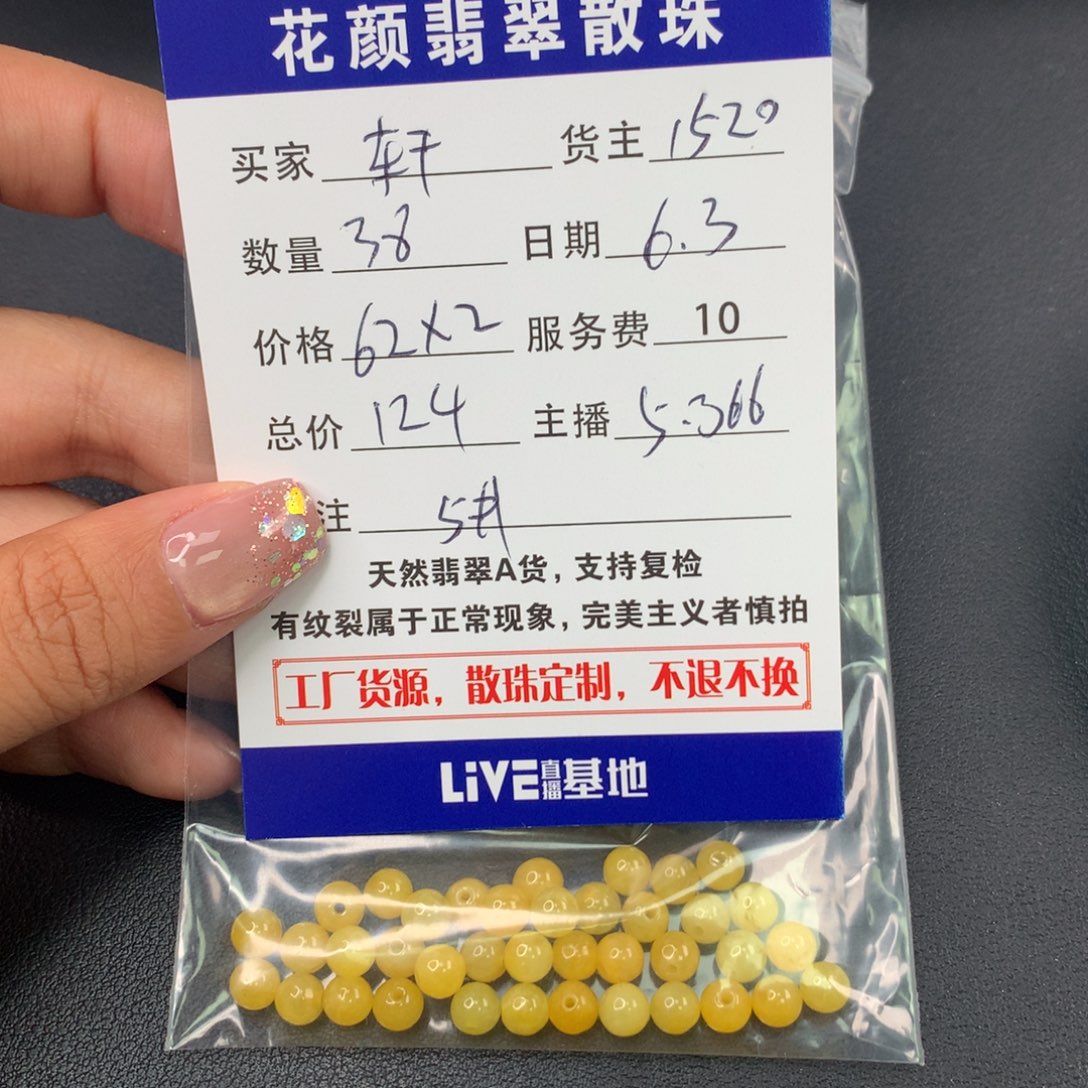 花颜翡翠散珠
买家 轩 货主 1520
数量 38 日期 6.3
价格 62×2 服务费 10
总价 124 主播 5.366
注 5#
天然翡翠A货，支持复检
有纹裂属于正常现象，完美主义者慎拍
工厂货源，散珠定制，不退不换
LiVE直播基地